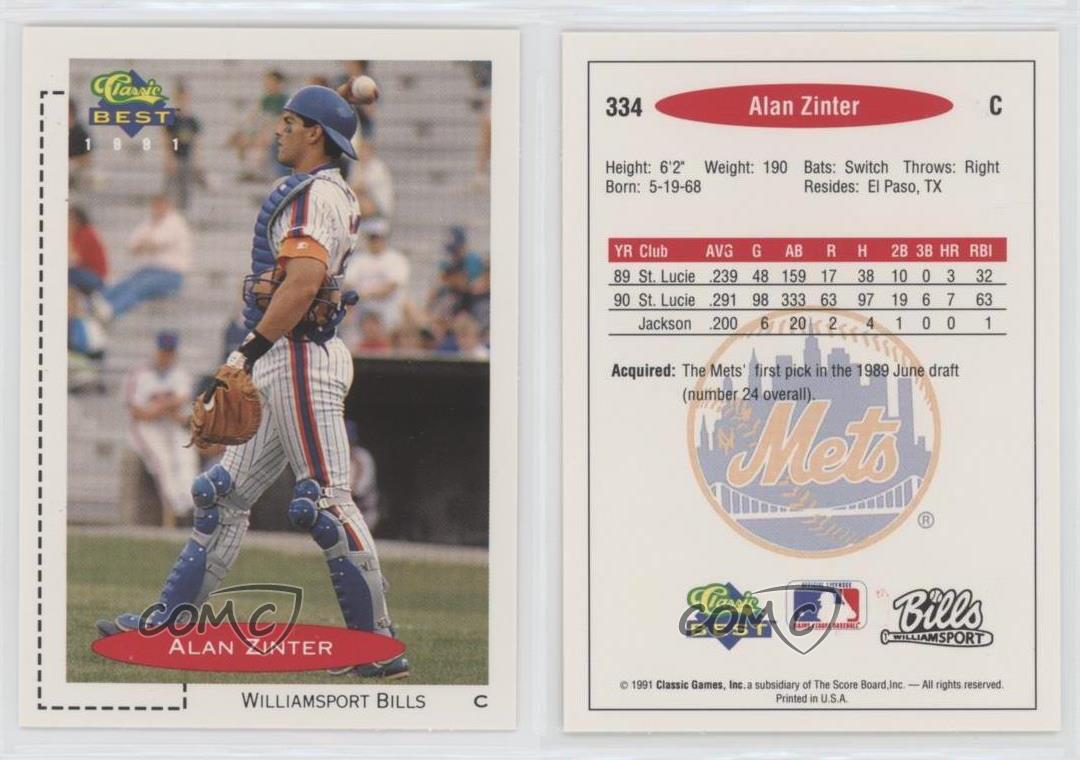 Classic
BEST
1991
ALAN ZINTER
WILLIAMSPORT BILLS C
COMC
334 Alan Zinter C
Height: 6'2" Weight: 190 Bats: Switch Throws: Right
Born: 5-19-68 Resides: El Paso, TX
YR Club AVG G AB R H 2B 3B HR RBI
89 St. Lucie .239 48 159 17 38 10 0 3 32
90 St. Lucie .291 98 333 63 97 19 6 7 63
Jackson .200 6 20 2 4 1 0 0 1
Acquired: The Mets' first pick in the 1989 June draft
(number 24 overall).
Mets
®
Classic
BEST
OFFICIAL LICENSEE
MAJOR LEAGUE BASEBALL
Bills
WILLIAMSPORT
COMC
© 1991 Classic Games, Inc. a subsidiary of The Score Board, Inc. — All rights reserved.
Printed in U.S.A.